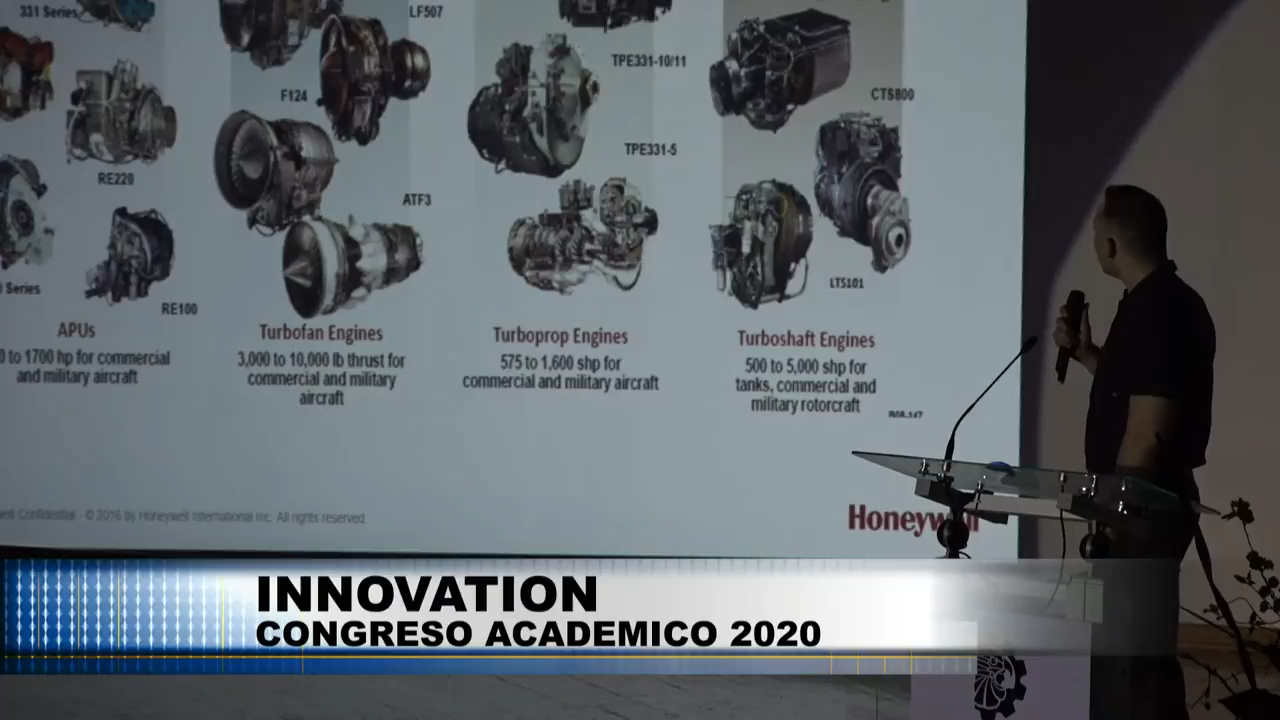 331 Series
LF507
TPE331-10/11
F124
CTS800
TPE331-5
RE220
ATF3
LTS101
Series
RE100
APUs
Turbofan Engines
Turboprop Engines
Turboshaft Engines
0 to 1700 hp for commercial
and military aircraft
3,000 to 10,000 lb thrust for
commercial and military
aircraft
575 to 1,600 shp for
commercial and military aircraft
500 to 5,000 shp for
tanks, commercial and
military rotorcraft
Confidential - © 2016 by Honeywell International Inc. All rights reserved.
Honeywell
INNOVATION
CONGRESO ACADEMICO 2020